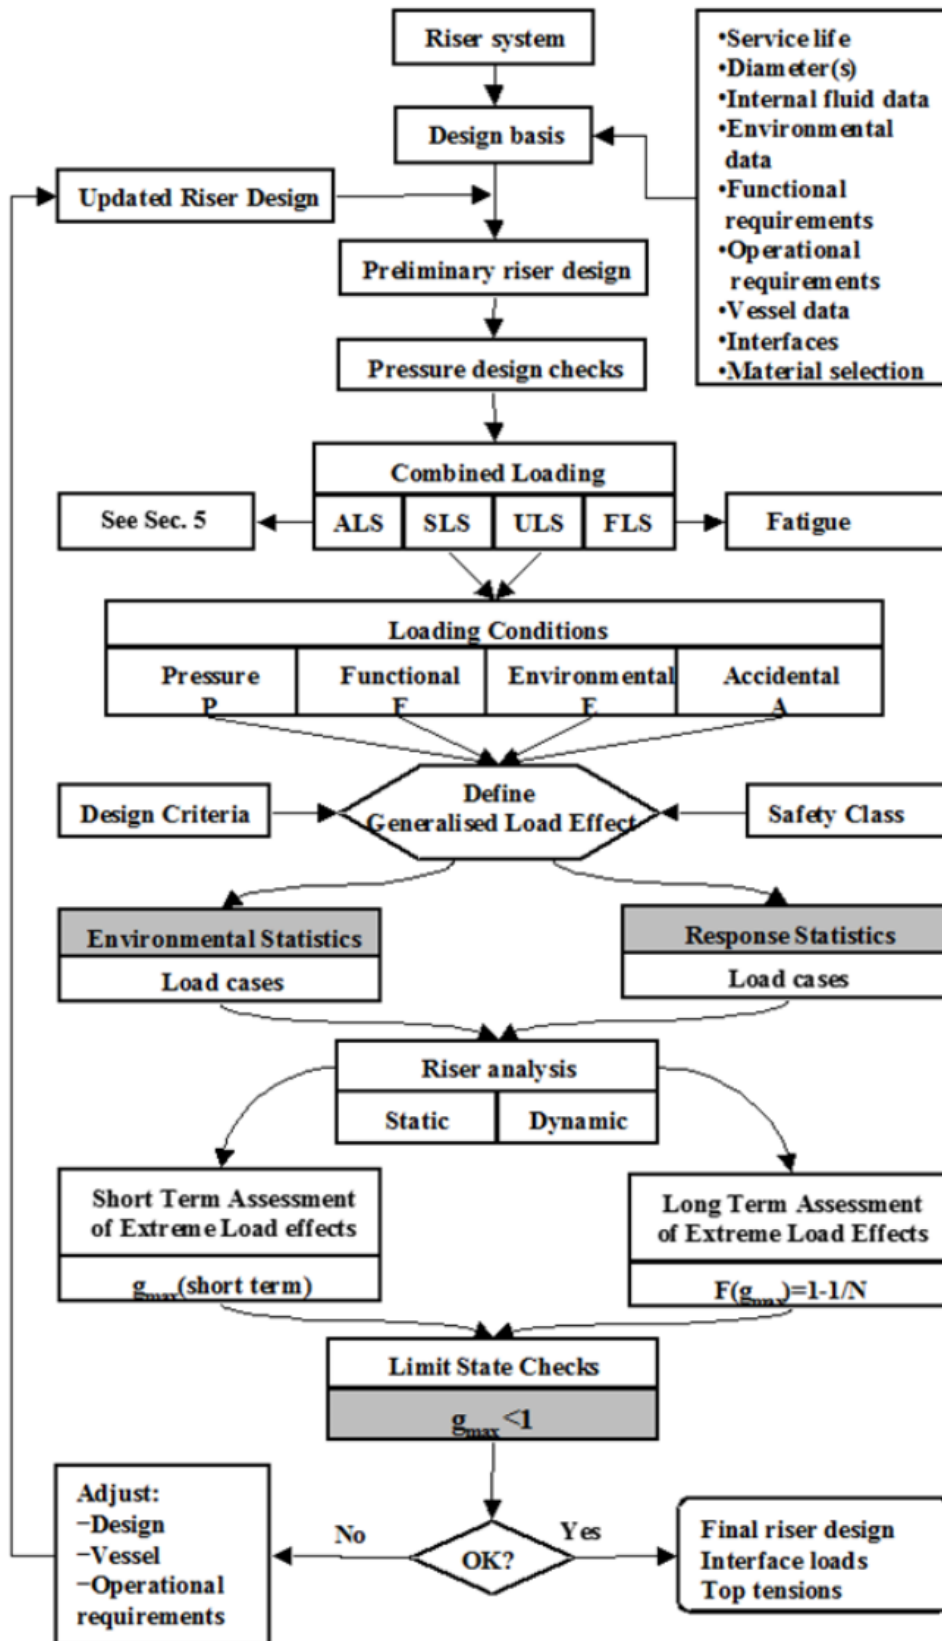 Riser system
•Service life
•Diameter(s)
•Internal fluid data
•Environmental
data
•Functional
requirements
•Operational
requirements
•Vessel data
•Interfaces
•Material selection
Design basis
Updated Riser Design
Preliminary riser design
Pressure design checks
Combined Loading
ALS SLS ULS FLS
See Sec. 5
Fatigue
Loading Conditions
Pressure
P
Functional
F
Environmental
E
Accidental
A
Design Criteria
Define
Generalised Load Effect
Safety Class
Environmental Statistics
Load cases
Response Statistics
Load cases
Riser analysis
Static Dynamic
Short Term Assessment
of Extreme Load effects
g_max(short term)
Long Term Assessment
of Extreme Load Effects
F(g_max)=1-1/N
Limit State Checks
g_max <1
Adjust:
−Design
−Vessel
−Operational
requirements
No
OK?
Yes
Final riser design
Interface loads
Top tensions